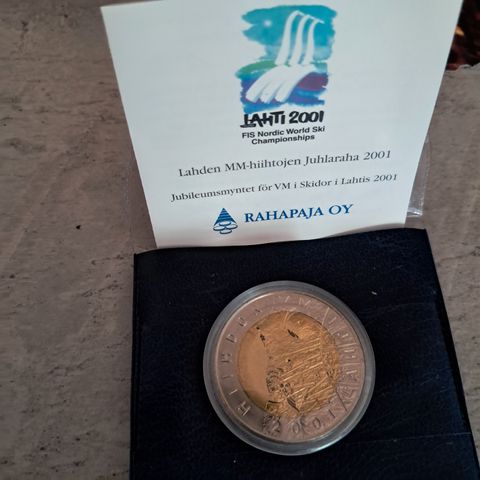 LAHTI 2001
FIS Nordic World Ski
Championships
Lahden MM-hiihtojen Juhlaraha 2001
Jubileumsmyntet för VM i Skidor i Lahtis 2001
RAHAPAJA OY
2001